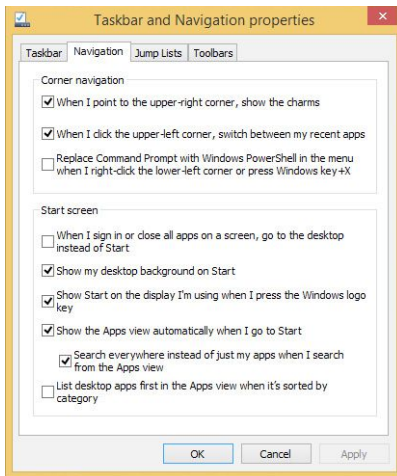 Taskbar and Navigation properties
Taskbar Navigation Jump Lists Toolbars
Corner navigation
When I point to the upper-right corner, show the charms
When I click the upper-left corner, switch between my recent apps
Replace Command Prompt with Windows PowerShell in the menu
when I right-click the lower-left corner or press Windows key+X
Start screen
When I sign in or close all apps on a screen, go to the desktop
instead of Start
Show my desktop background on Start
Show Start on the display I'm using when I press the Windows logo
key
Show the Apps view automatically when I go to Start
Search everywhere instead of just my apps when I search
from the Apps view
List desktop apps first in the Apps view when it's sorted by
category
OK Cancel Apply